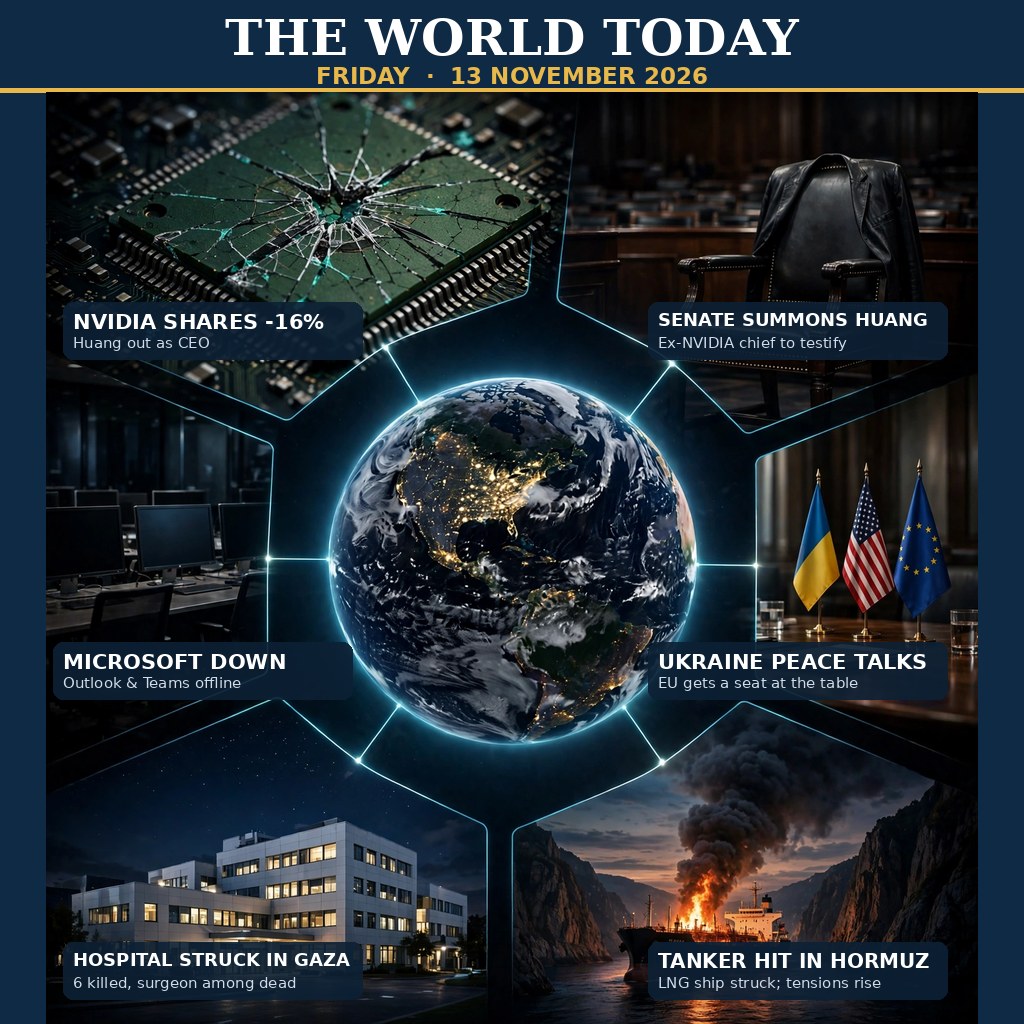 THE WORLD TODAY
FRIDAY · 13 NOVEMBER 2026
NVIDIA SHARES -16%
Huang out as CEO
SENATE SUMMONS HUANG
Ex-NVIDIA chief to testify
MICROSOFT DOWN
Outlook & Teams offline
UKRAINE PEACE TALKS
EU gets a seat at the table
HOSPITAL STRUCK IN GAZA
6 killed, surgeon among dead
TANKER HIT IN HORMUZ
LNG ship struck; tensions rise